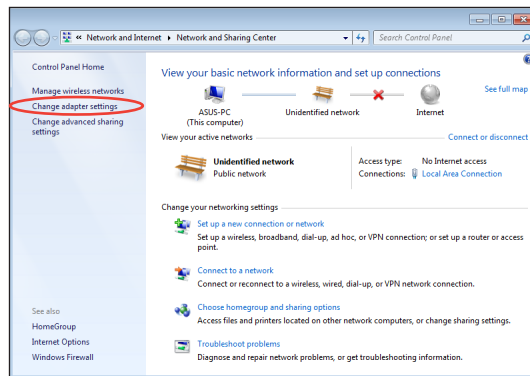 « Network and Internet ▸ Network and Sharing Center
Search Control Panel
Control Panel Home
Manage wireless networks
Change adapter settings
Change advanced sharing
settings
See also
HomeGroup
Internet Options
Windows Firewall
View your basic network information and set up connections
See full map
ASUS-PC
(This computer)
Unidentified network
Internet
View your active networks
Connect or disconnect
Unidentified network
Public network
Access type: No Internet access
Connections: Local Area Connection
Change your networking settings
Set up a new connection or network
Set up a wireless, broadband, dial-up, ad hoc, or VPN connection; or set up a router or access
point.
Connect to a network
Connect or reconnect to a wireless, wired, dial-up, or VPN network connection.
Choose homegroup and sharing options
Access files and printers located on other network computers, or change sharing settings.
Troubleshoot problems
Diagnose and repair network problems, or get troubleshooting information.